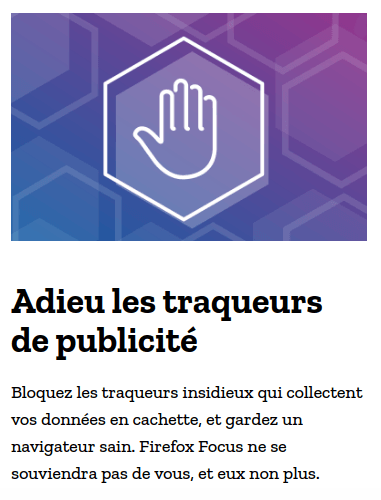 Adieu les traqueurs
de publicité
Bloquez les traqueurs insidieux qui collectent
vos données en cachette, et gardez un
navigateur sain. Firefox Focus ne se
souviendra pas de vous, et eux non plus.